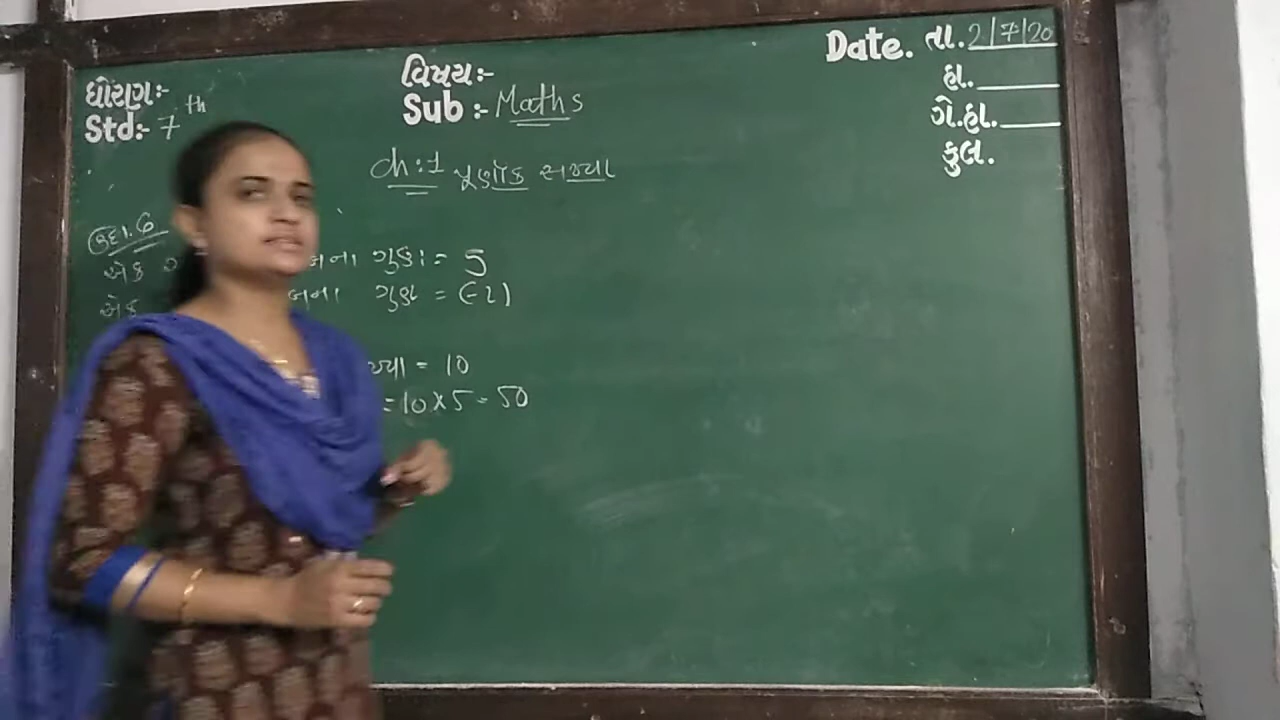 ધોરણઃ-
Std:- 7th
વિષયઃ-
Sub :- Maths
Date. તા. 2/7/20
હા.
ગે.હા.
કુલ.
ch:1 પૂર્ણાંક સંખ્યા
ઉદા.6
એક ના ગુણ = 5
એક ના ગુણ = (-2)
= 10
= 10 x 5 = 50